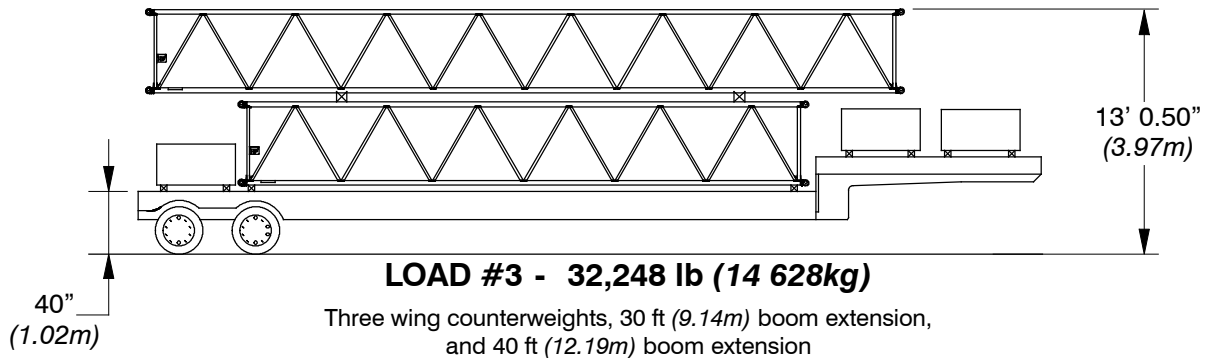 13’ 0.50”
(3.97m)
LOAD #3 - 32,248 lb (14 628kg)
40”
(1.02m)
Three wing counterweights, 30 ft (9.14m) boom extension,
and 40 ft (12.19m) boom extension